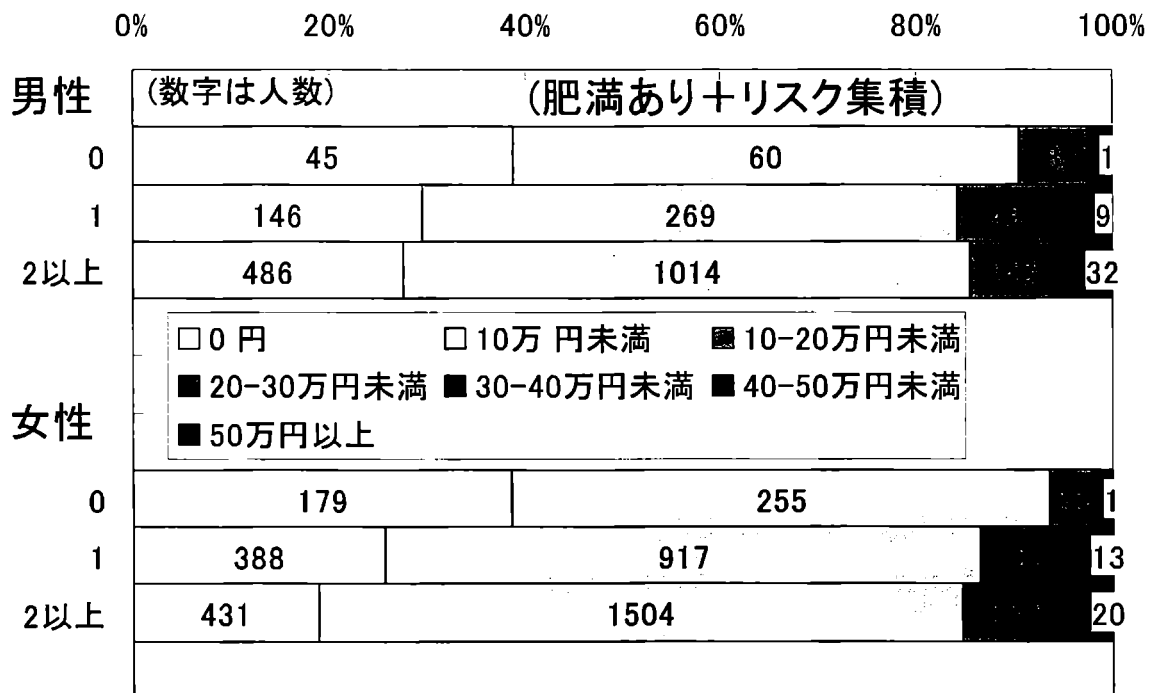 0% 20% 40% 60% 80% 100%
男性 (数字は人数) (肥満あり+リスク集積)
0 45 60 1
1 146 269 9
2以上 486 1014 32
□0 円 □10万 円未満 ■10-20万円未満
■20-30万円未満 ■30-40万円未満 ■40-50万円未満
女性
■50万円以上
0 179 255 1
1 388 917 13
2以上 431 1504 20